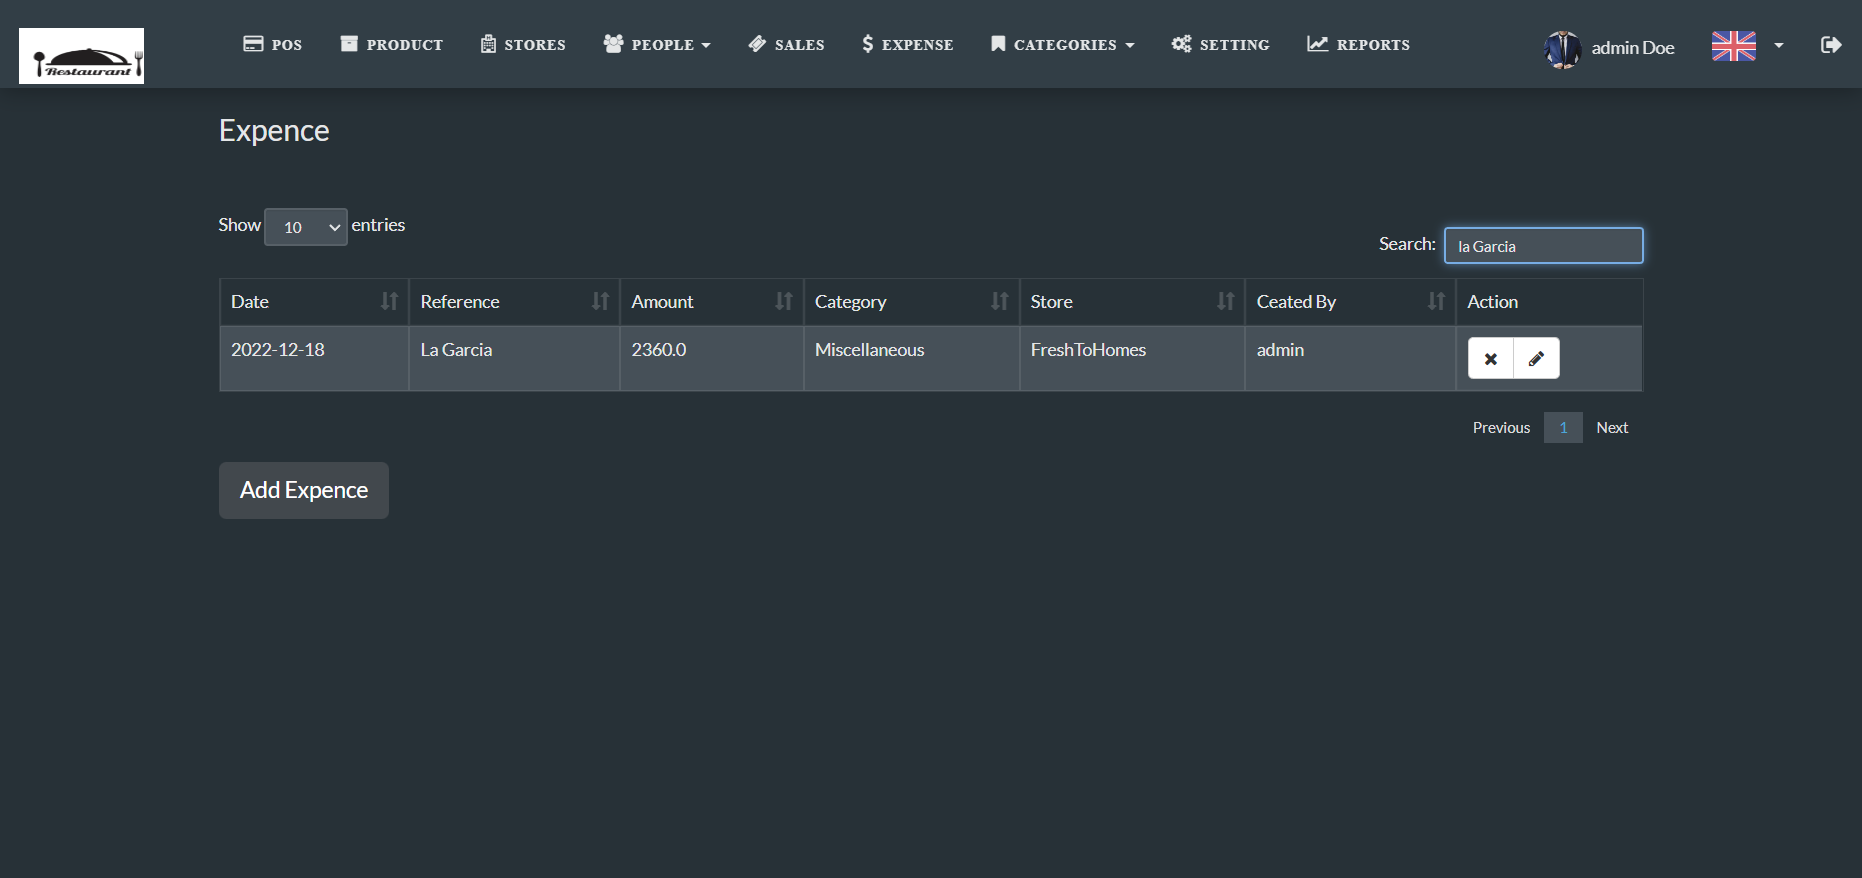 Restaurant
POS PRODUCT STORES PEOPLE SALES EXPENSE CATEGORIES SETTING REPORTS admin Doe
Expence
Show 10 entries
Search: la Garcia
Date Reference Amount Category Store Ceated By Action
2022-12-18 La Garcia 2360.0 Miscellaneous FreshToHomes admin
Previous 1 Next
Add Expence